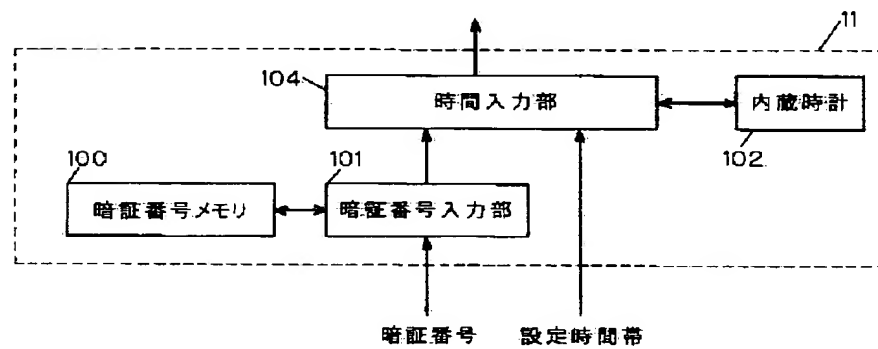 11
104
時間入力部
内蔵時計
102
100
101
暗証番号メモリ
暗証番号入力部
暗証番号
設定時間帯